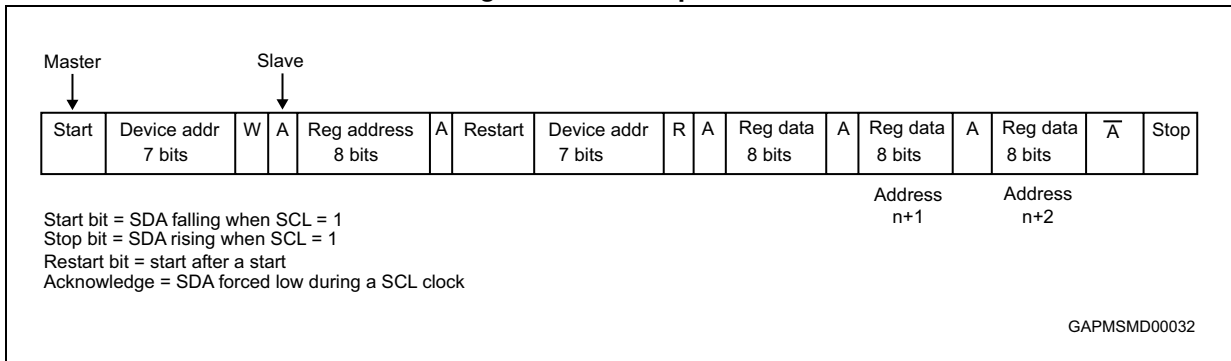 Master Slave
Start Device addr W A Reg address A Restart Device addr R A Reg data A Reg data A Reg data A̅ Stop
7 bits 8 bits 7 bits 8 bits 8 bits 8 bits
Address Address
n+1 n+2
Start bit = SDA falling when SCL = 1
Stop bit = SDA rising when SCL = 1
Restart bit = start after a start
Acknowledge = SDA forced low during a SCL clock
GAPMSMD00032